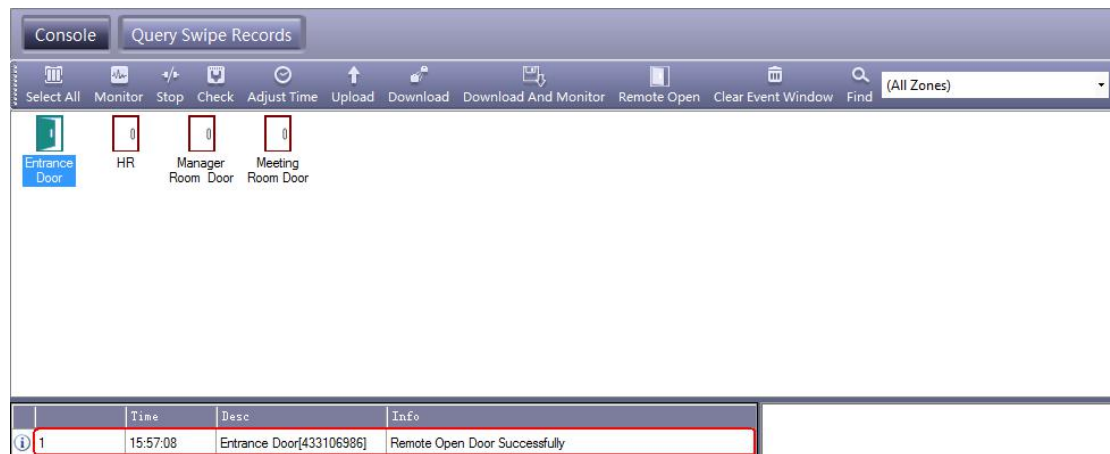 Console Query Swipe Records
Select All Monitor Stop Check Adjust Time Upload Download Download And Monitor Remote Open Clear Event Window Find (All Zones)
Entrance Door
HR
Manager Room Door
Meeting Room Door
Time Desc Info
1 15:57:08 Entrance Door[433106986] Remote Open Door Successfully